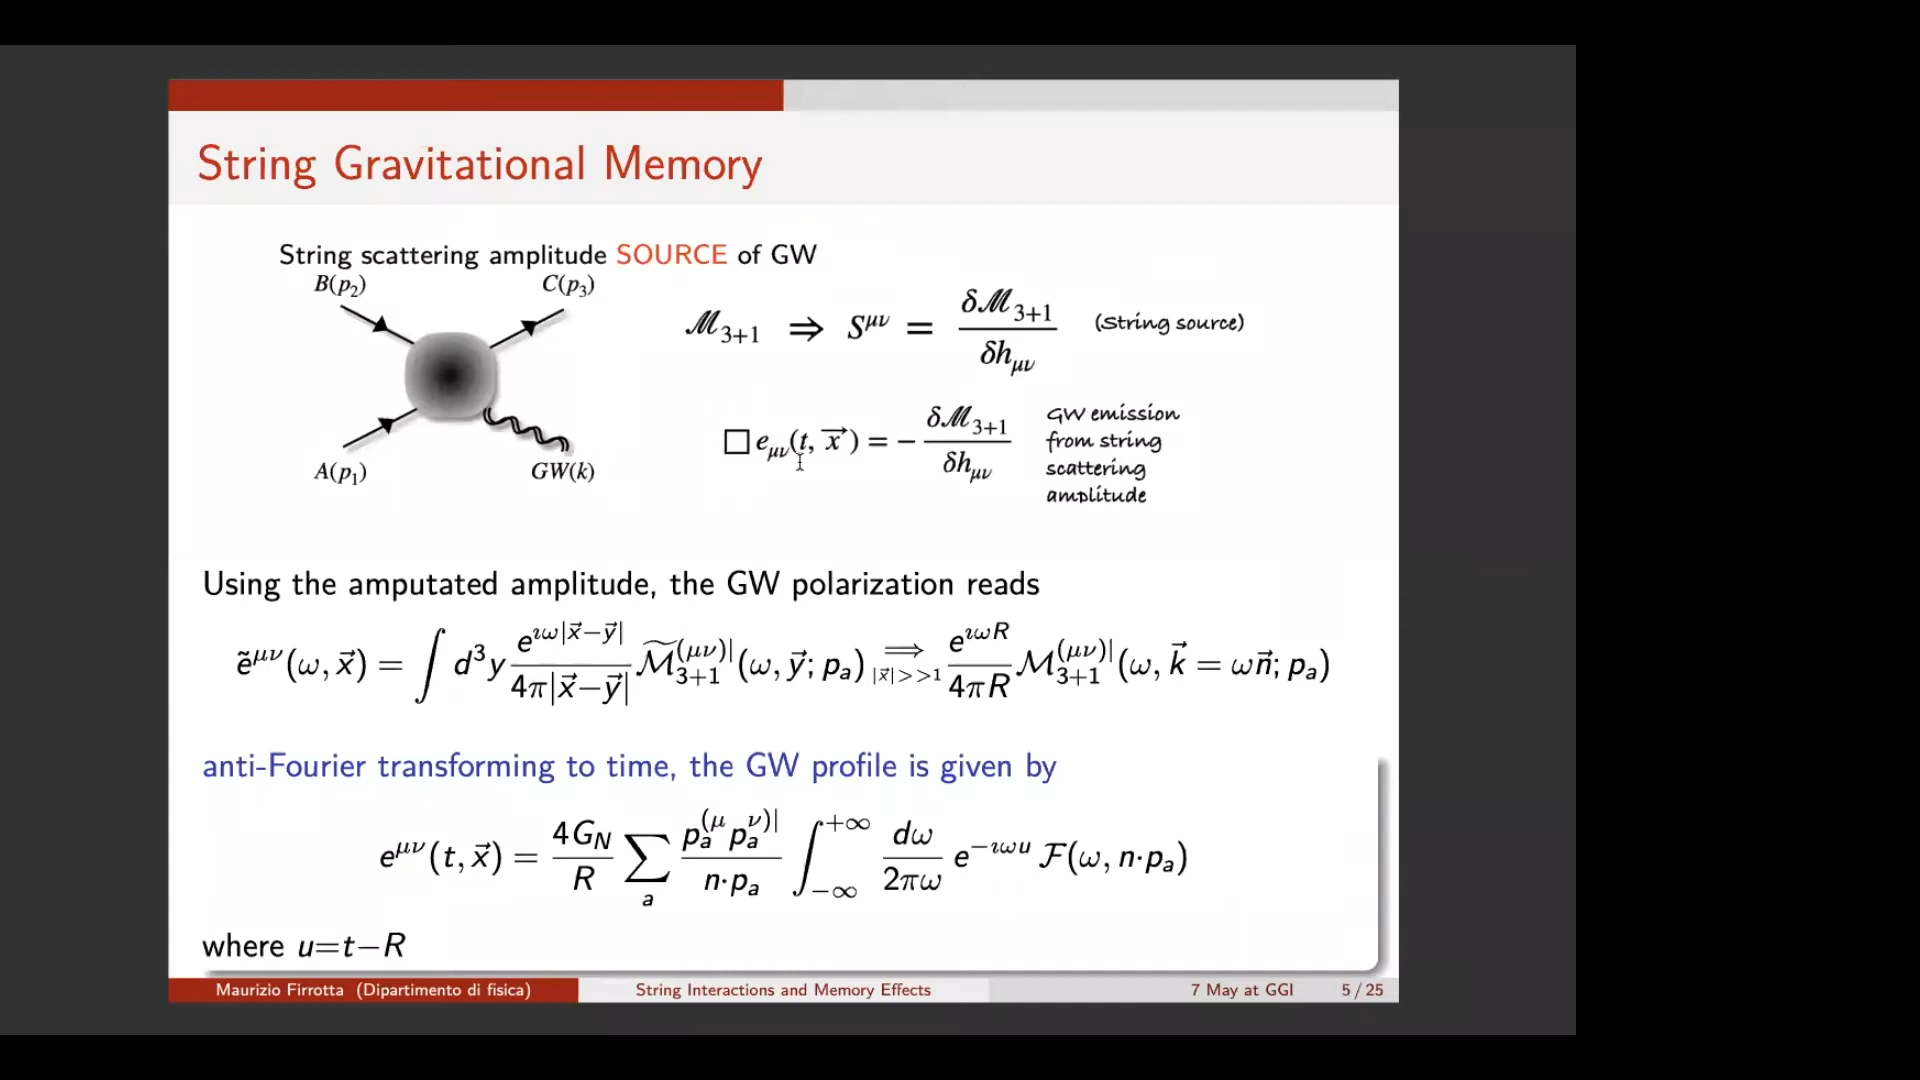 String Gravitational Memory
String scattering amplitude SOURCE of GW
B(p₂) C(p₃)
A(p₁) GW(k)
ℳ₃₊₁ ⇒ S^{μν} = δℳ₃₊₁ / δh_{μν} (String source)
□ e_{μν}(t, x⃗) = − δℳ₃₊₁ / δh_{μν}
GW emission
from string
scattering
amplitude
Using the amputated amplitude, the GW polarization reads
ẽ^{μν}(ω, x⃗) = ∫ d³y e^{ıω|x⃗−y⃗|} / 4π|x⃗−y⃗| ℳ̃₃₊₁^{(μν)|}(ω, y⃗; p_a) ⟹_{|x⃗|>>1} e^{ıωR} / 4πR ℳ₃₊₁^{(μν)|}(ω, k⃗ = ωn⃗; p_a)
anti-Fourier transforming to time, the GW profile is given by
e^{μν}(t, x⃗) = 4G_N / R ∑_a p_a^{(μ} p_a^{ν)|} / n·p_a ∫_{−∞}^{+∞} dω / 2πω e^{−ıωu} ℱ(ω, n·p_a)
where u=t−R
Maurizio Firrotta (Dipartimento di fisica) String Interactions and Memory Effects 7 May at GGI 5 / 25